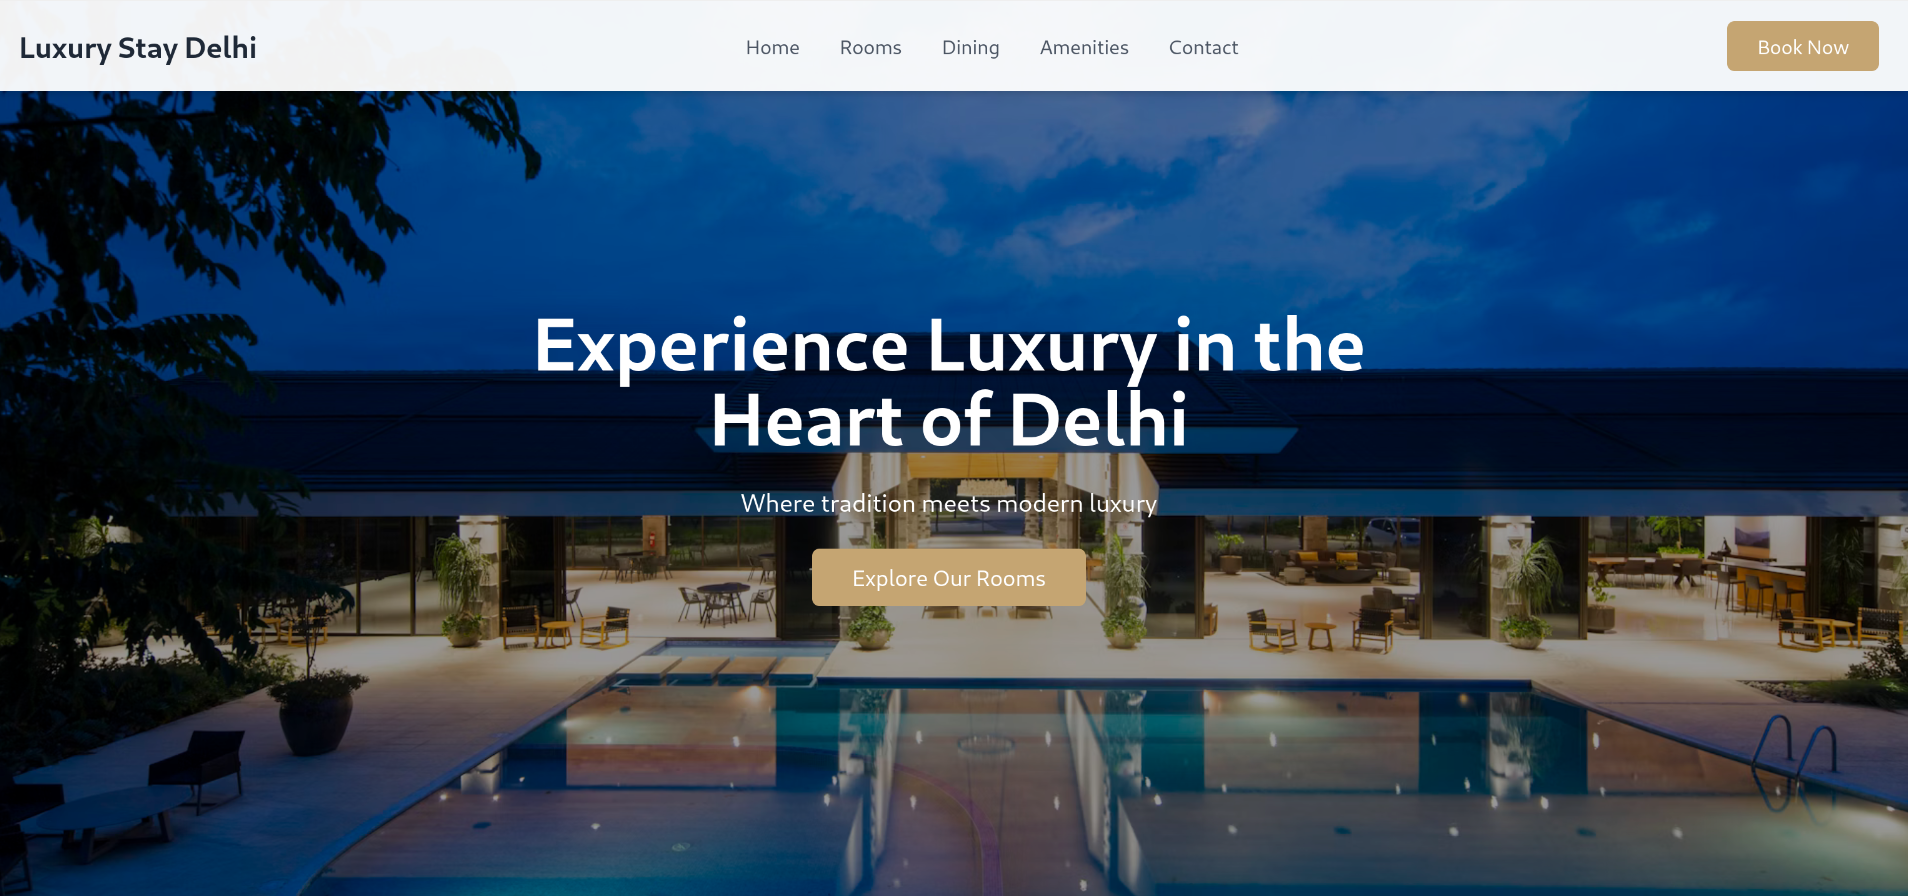 Luxury Stay Delhi
Home
Rooms
Dining
Amenities
Contact
Book Now
Experience Luxury in the
Heart of Delhi
Where tradition meets modern luxury
Explore Our Rooms